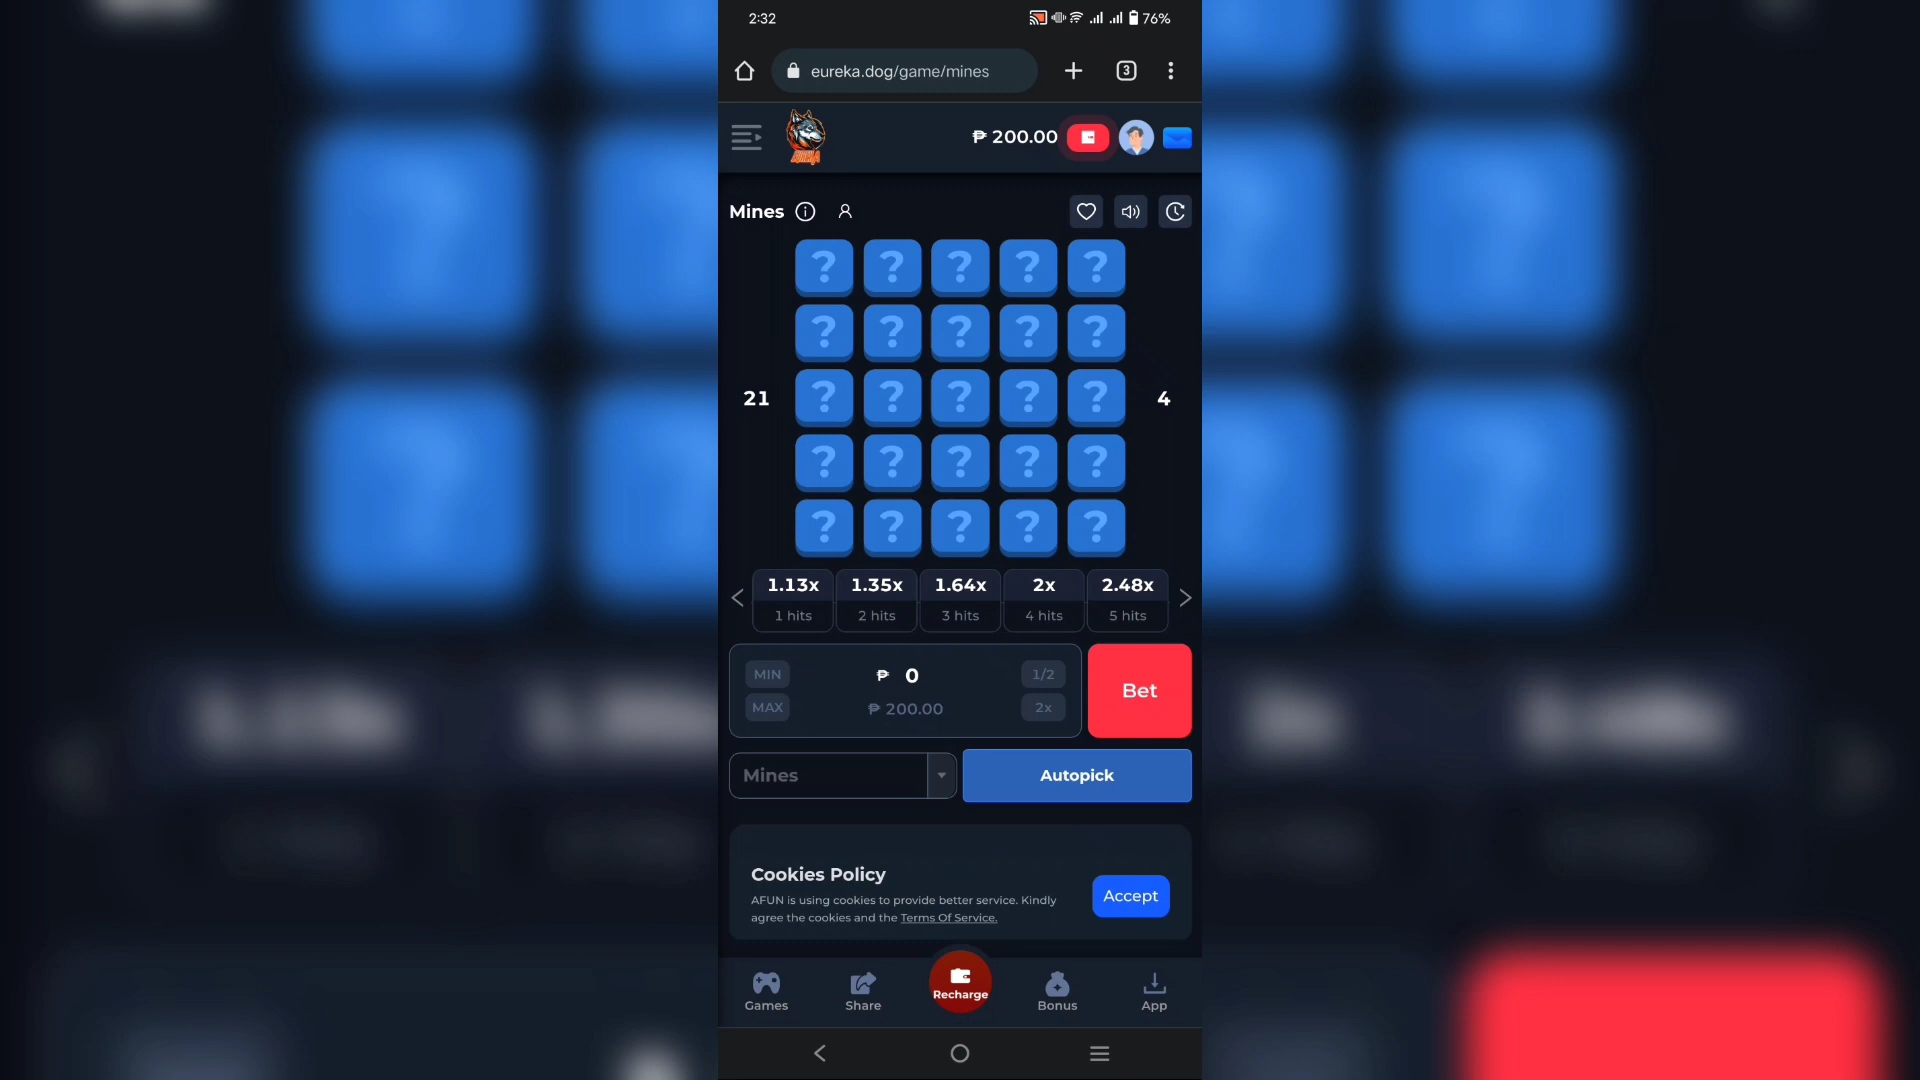 2:32
76%
eureka.dog/game/mines
3
₱ 200.00
Mines
? ? ? ? ?
? ? ? ? ?
21 ? ? ? ? ? 4
? ? ? ? ?
? ? ? ? ?
1.13x 1.35x 1.64x 2x 2.48x
1 hits 2 hits 3 hits 4 hits 5 hits
MIN ₱ 0 1/2
Bet
MAX ₱ 200.00 2x
Mines
Autopick
Cookies Policy
AFUN is using cookies to provide better service. Kindly
agree the cookies and the Terms Of Service.
Accept
Games Share Recharge Bonus App